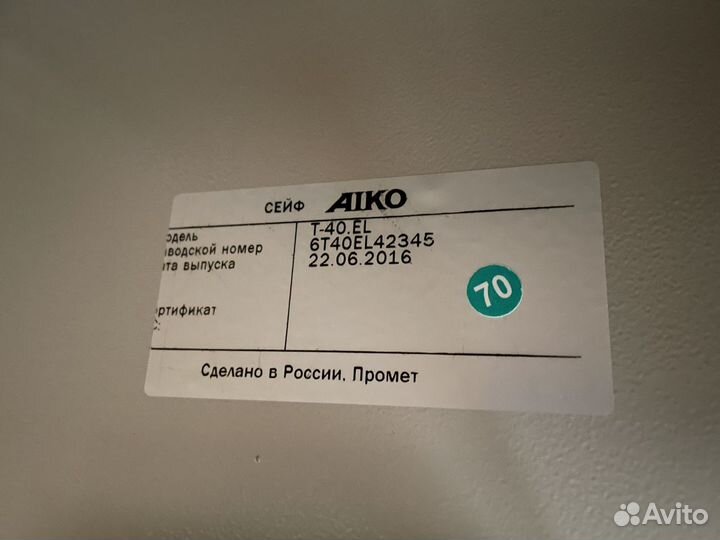 СЕЙФ AIKO
одель T-40.EL
водской номер 6T40EL42345
та выпуска 22.06.2016
70
ртификат
Сделано в России. Промет
Avito